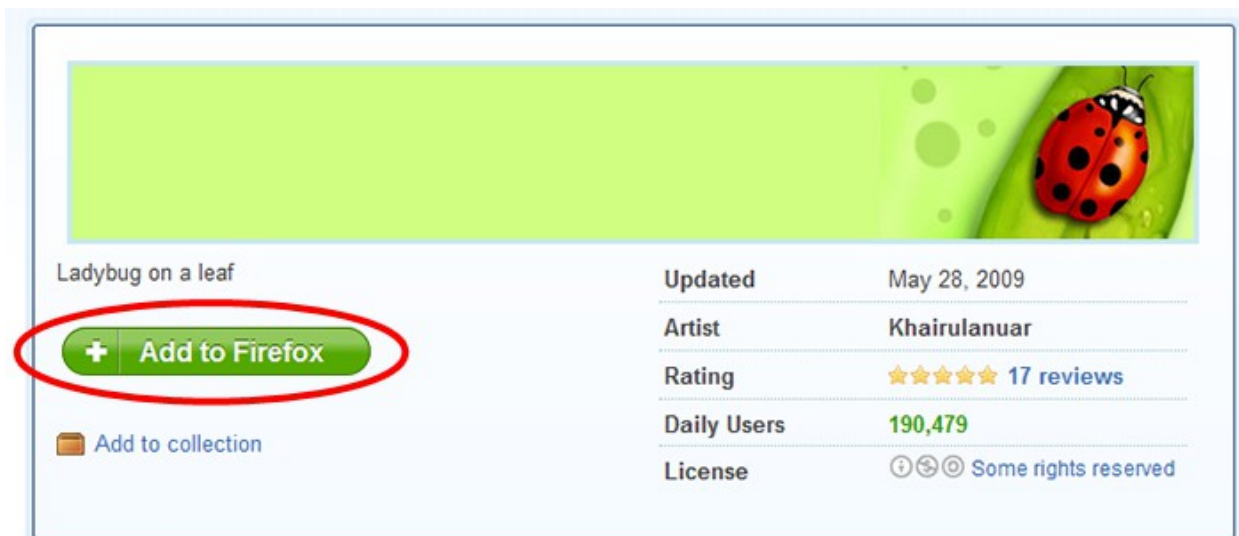 Ladybug on a leaf
Add to Firefox
Add to collection
Updated May 28, 2009
Artist Khairulanuar
Rating 17 reviews
Daily Users 190,479
License Some rights reserved